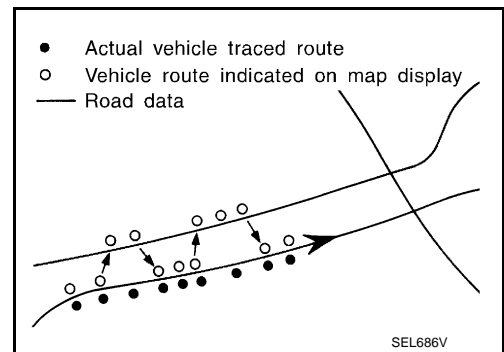 Actual vehicle traced route
Vehicle route indicated on map display
Road data
SEL686V